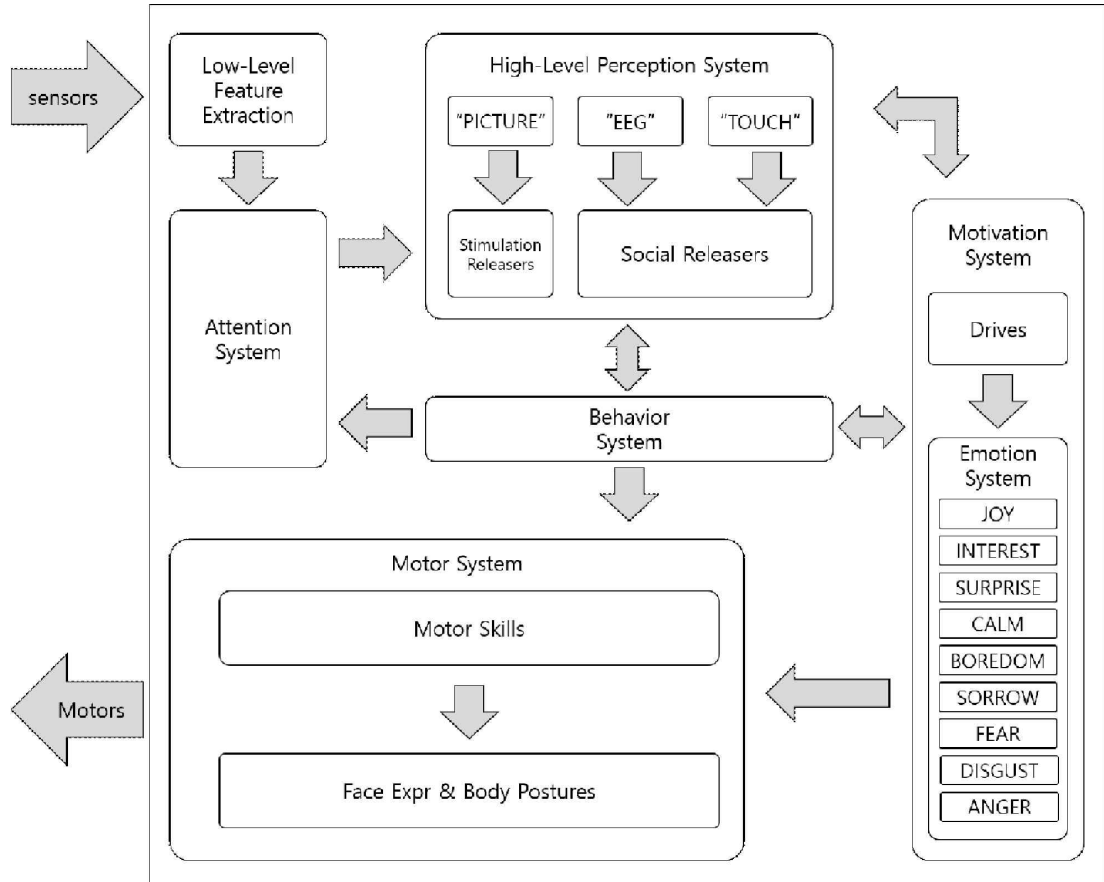 sensors
Low-Level
Feature
Extraction
High-Level Perception System
"PICTURE"
"EEG"
"TOUCH"
Stimulation
Releasers
Social Releasers
Attention
System
Motivation
System
Drives
Behavior
System
Emotion
System
JOY
INTEREST
SURPRISE
CALM
BOREDOM
SORROW
FEAR
DISGUST
ANGER
Motor System
Motor Skills
Face Expr & Body Postures
Motors